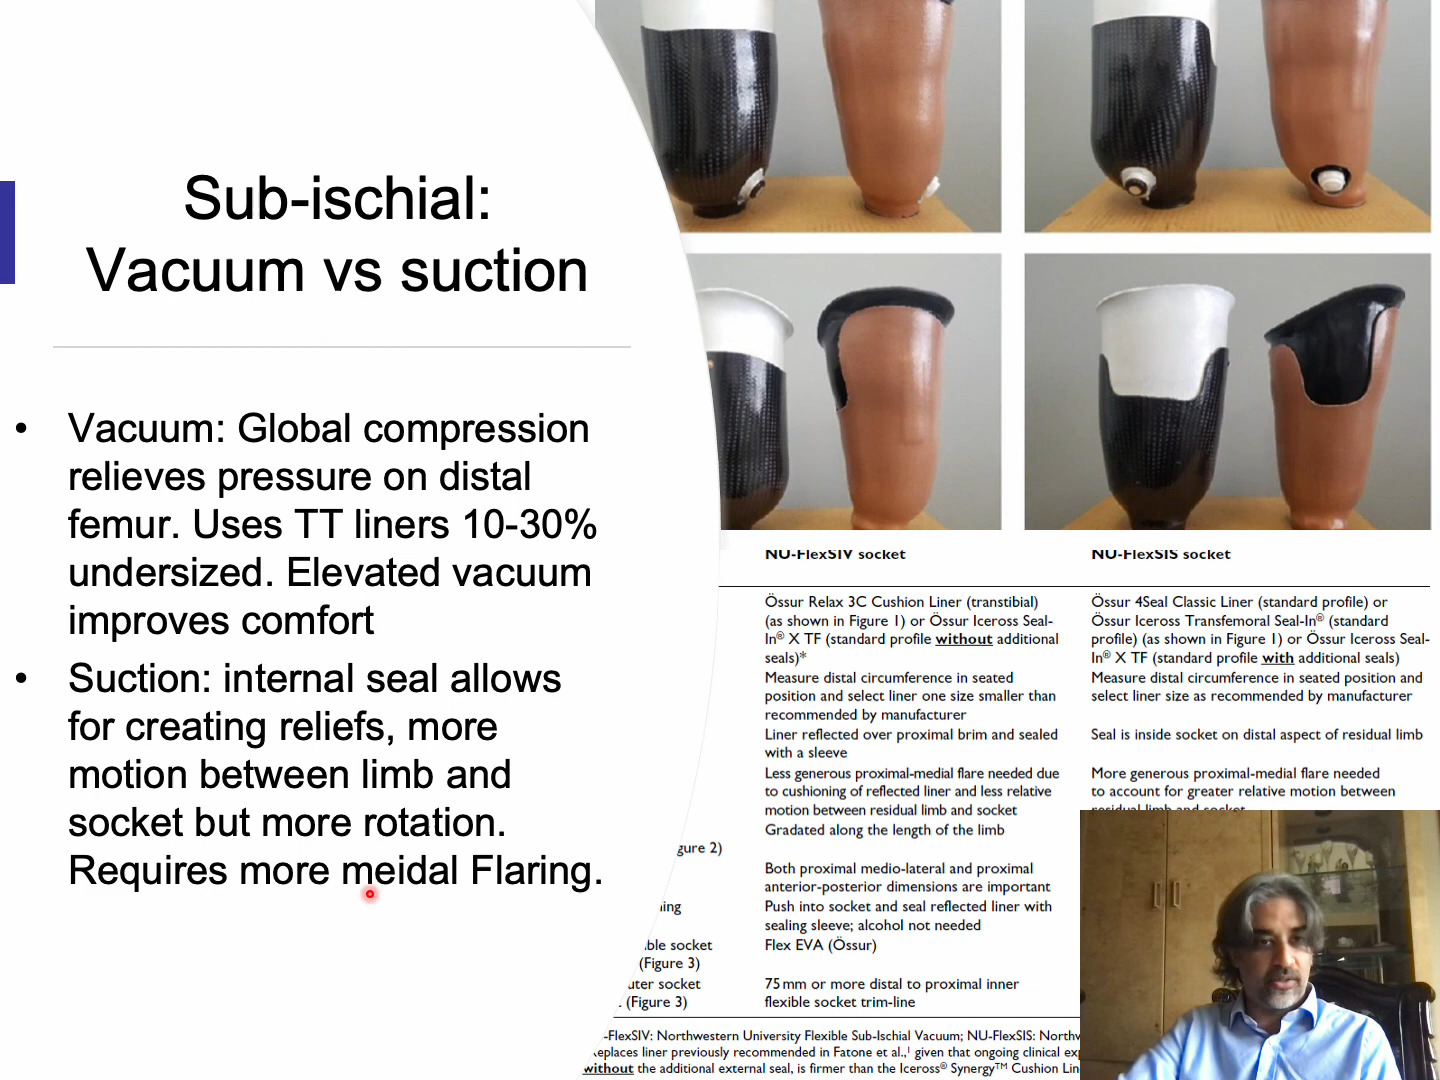 Sub-ischial:
Vacuum vs suction
• Vacuum: Global compression
relieves pressure on distal
femur. Uses TT liners 10-30%
undersized. Elevated vacuum
improves comfort
• Suction: internal seal allows
for creating reliefs, more
motion between limb and
socket but more rotation.
Requires more meidal Flaring.
NU-FlexSIV socket
Össur Relax 3C Cushion Liner (transtibial)
(as shown in Figure 1) or Össur Iceross Seal-
In® X TF (standard profile without additional
seals)*
Measure distal circumference in seated
position and select liner one size smaller than
recommended by manufacturer
Liner reflected over proximal brim and sealed
with a sleeve
Less generous proximal-medial flare needed due
to cushioning of reflected liner and less relative
motion between residual limb and socket
Gradated along the length of the limb
Both proximal medio-lateral and proximal
anterior-posterior dimensions are important
Push into socket and seal reflected liner with
sealing sleeve; alcohol not needed
Flex EVA (Össur)
75 mm or more distal to proximal inner
flexible socket trim-line
NU-FlexSIS socket
Össur 4Seal Classic Liner (standard profile) or
Össur Iceross Transfemoral Seal-In® (standard
profile) (as shown in Figure 1) or Össur Iceross Seal-
In® X TF (standard profile with additional seals)
Measure distal circumference in seated position and
select liner size as recommended by manufacturer
Seal is inside socket on distal aspect of residual limb
More generous proximal-medial flare needed
to account for greater relative motion between
residual limb and socket
gure 2)
ning
ible socket
(Figure 3)
uter socket
. (Figure 3)
-FlexSIV: Northwestern University Flexible Sub-Ischial Vacuum; NU-FlexSIS: Northw
eplaces liner previously recommended in Fatone et al.,¹ given that ongoing clinical exp
without the additional external seal, is firmer than the Iceross® Synergy™ Cushion Lin